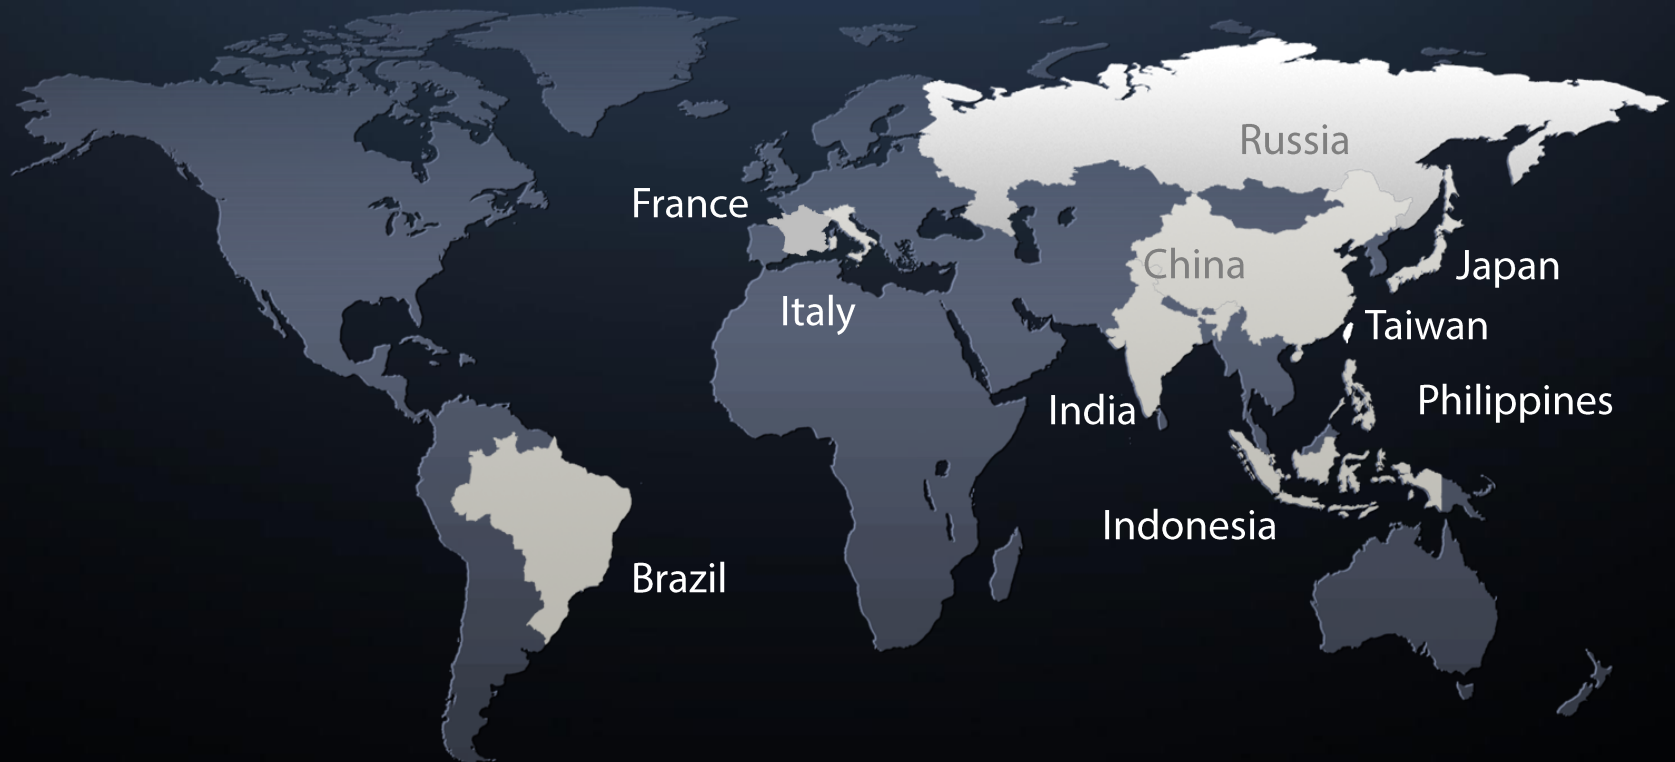 Russia
France
China
Japan
Italy
Taiwan
Philippines
India
Indonesia
Brazil